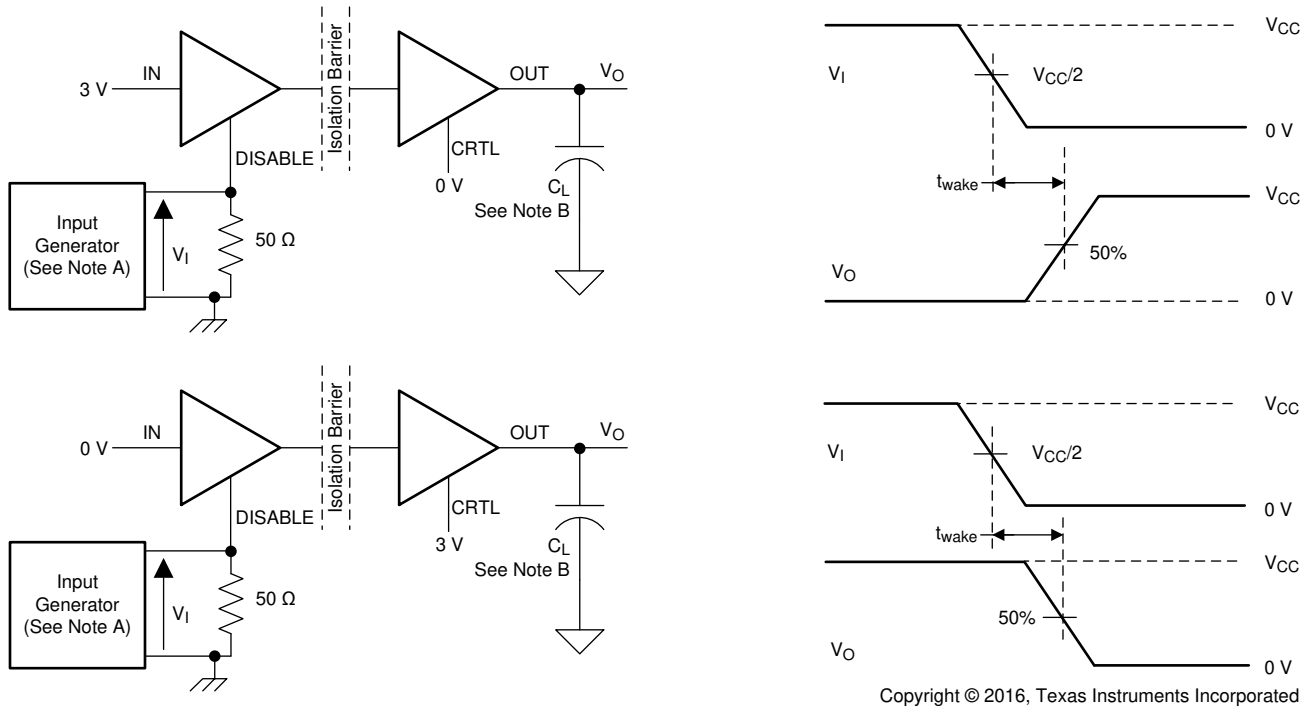 IN
3 V
DISABLE
Isolation Barrier
OUT
VO
CRTL
0 V
CL
See Note B
Input
Generator
(See Note A)
VI
50 Ω
VCC
VI
VCC/2
0 V
twake
VCC
50%
VO
0 V
IN
0 V
DISABLE
Isolation Barrier
OUT
VO
CRTL
3 V
CL
See Note B
Input
Generator
(See Note A)
VI
50 Ω
VCC
VI
VCC/2
0 V
twake
VCC
50%
VO
0 V
Copyright © 2016, Texas Instruments Incorporated